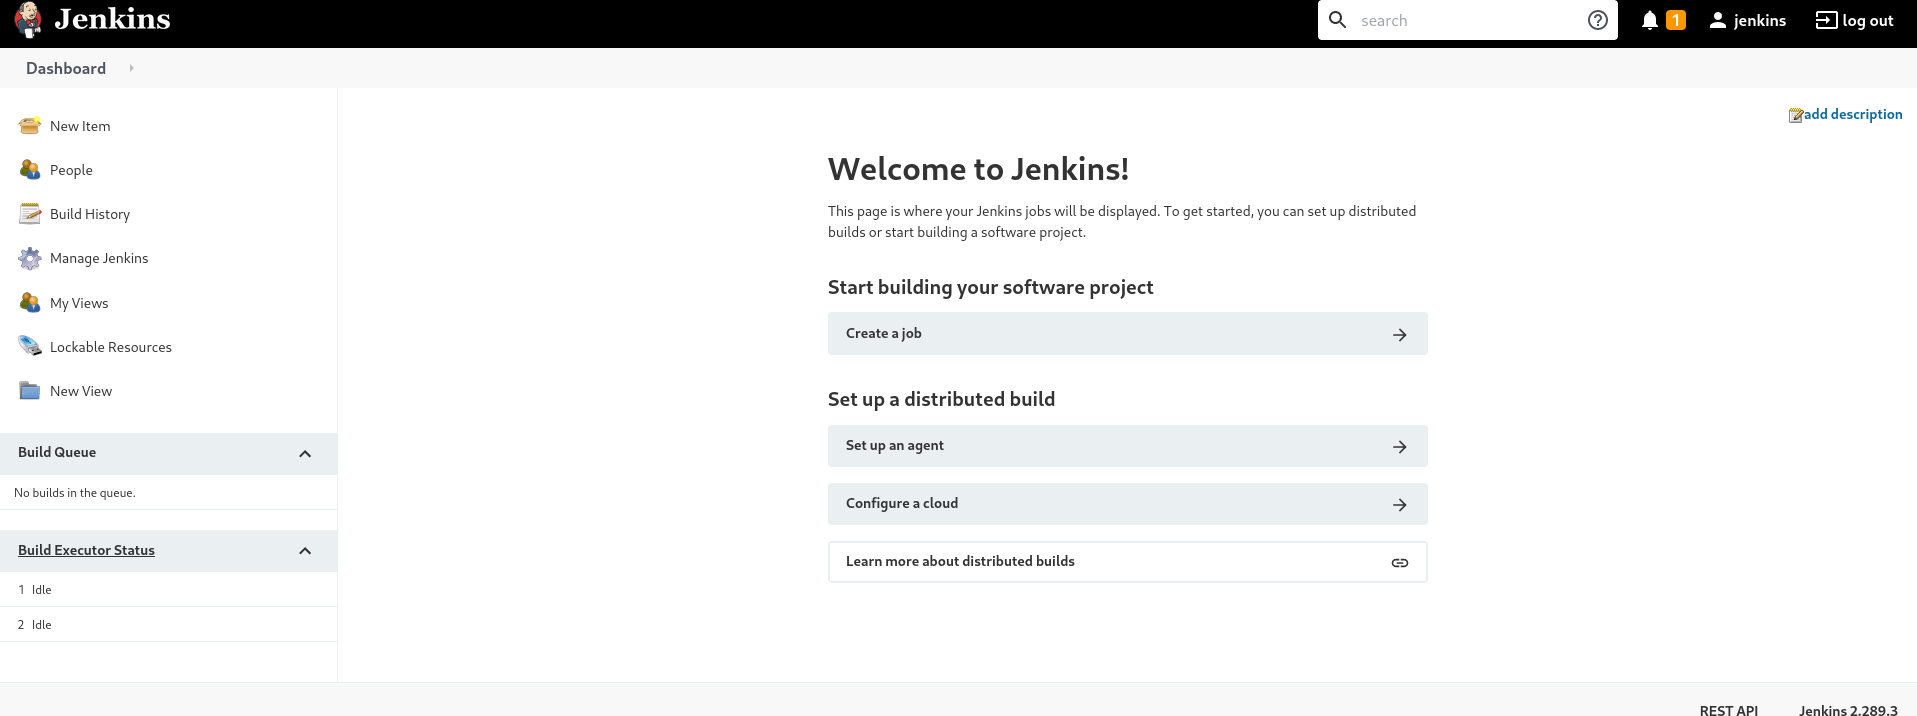 Jenkins
search
1
jenkins
log out
Dashboard
New Item
People
Build History
Manage Jenkins
My Views
Lockable Resources
New View
Build Queue
No builds in the queue.
Build Executor Status
1 Idle
2 Idle
add description
Welcome to Jenkins!
This page is where your Jenkins jobs will be displayed. To get started, you can set up distributed
builds or start building a software project.
Start building your software project
Create a job
Set up a distributed build
Set up an agent
Configure a cloud
Learn more about distributed builds
REST API
Jenkins 2.289.3